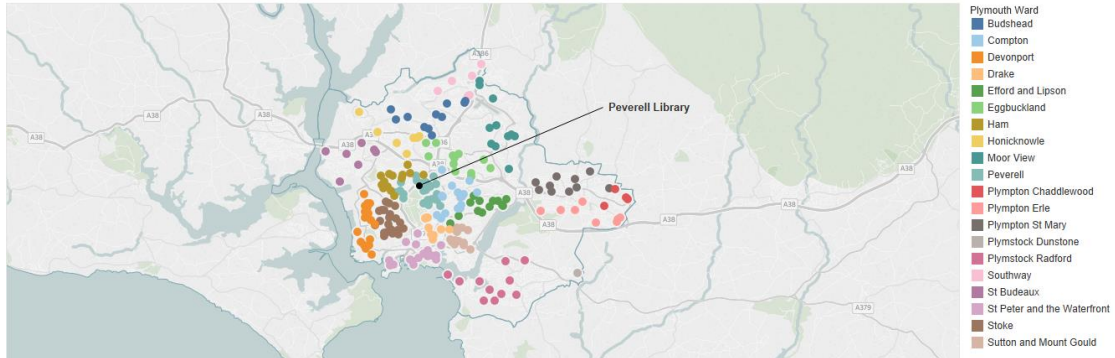 Plymouth Ward
Budshead
Compton
Devonport
Drake
Efford and Lipson
Eggbuckland
Ham
Honicknowle
Moor View
Peverell
Plympton Chaddlewood
Plympton Erle
Plympton St Mary
Plymstock Dunstone
Plymstock Radford
Southway
St Budeaux
St Peter and the Waterfront
Stoke
Sutton and Mount Gould
A386
Peverell Library
A38
A38
A38
A38
A38
A38
A38
A379